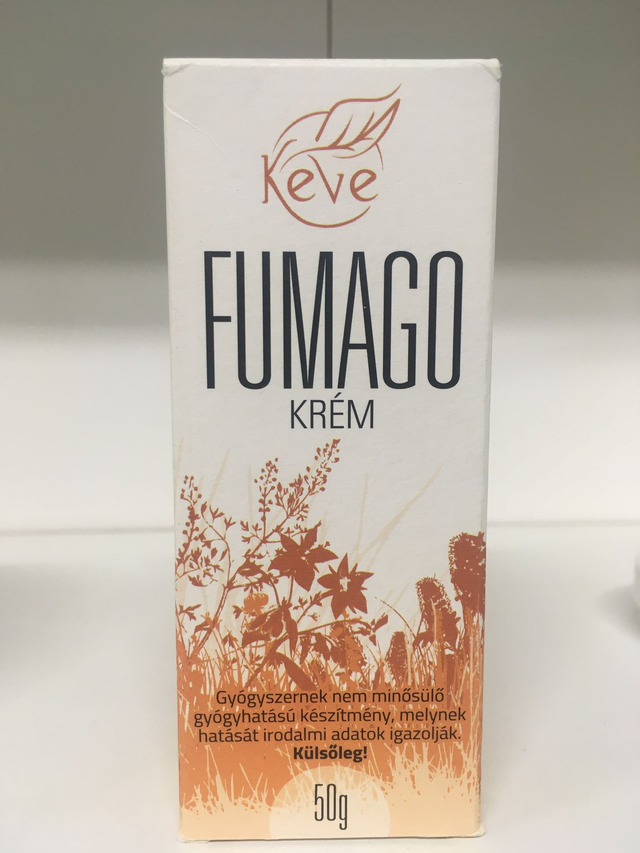 Keve
FUMAGO
KRÉM
Gyógyszernek nem minősülő
gyógyhatású készítmény, melynek
hatását irodalmi adatok igazolják.
Külsőleg!
50g